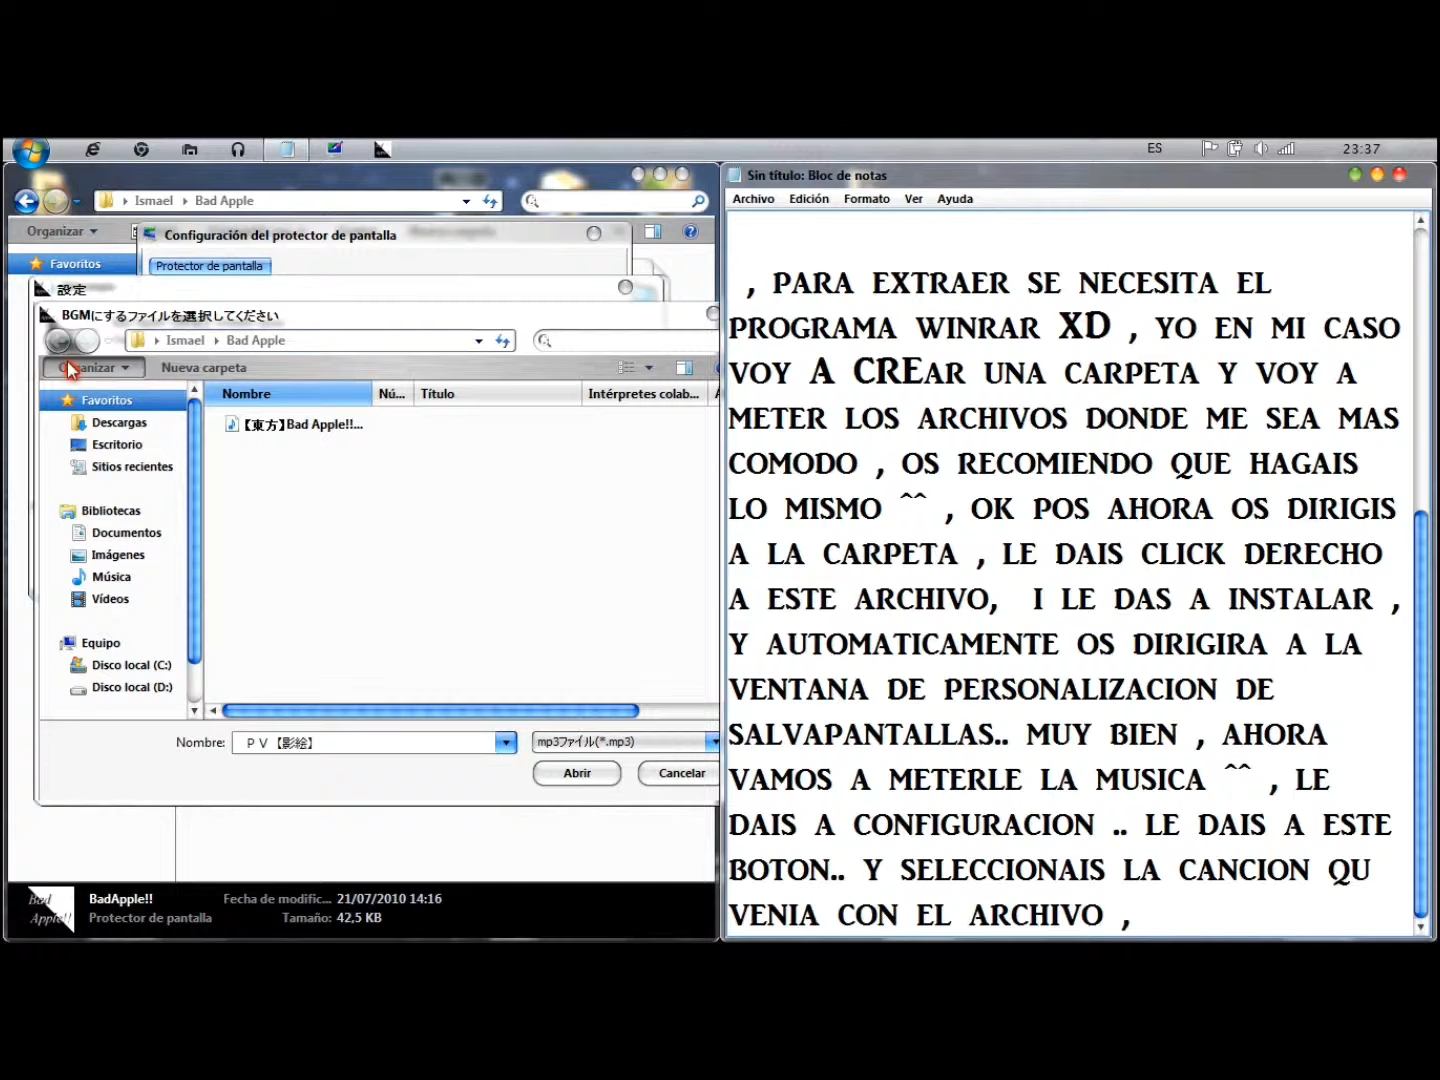 ES
23:37
Ismael Bad Apple
Organizar
Configuración del protector de pantalla
Favoritos
Protector de pantalla
設定
BGMにするファイルを選択してください
Ismael Bad Apple
Nueva carpeta
Nombre Nú... Título Intérpretes colab...
Favoritos
【東方】Bad Apple!!...
Descargas
Escritorio
Sitios recientes
Bibliotecas
Documentos
Imágenes
Música
Vídeos
Equipo
Disco local (C:)
Disco local (D:)
Nombre: ＰＶ【影絵】 mp3ファイル(*.mp3)
Abrir Cancelar
Bad Apple!!
BadApple!! Fecha de modific... 21/07/2010 14:16
Protector de pantalla Tamaño: 42,5 KB
Sin título: Bloc de notas
Archivo Edición Formato Ver Ayuda
, PARA EXTRAER SE NECESITA EL
PROGRAMA WINRAR XD , YO EN MI CASO
VOY A CREAR UNA CARPETA Y VOY A
METER LOS ARCHIVOS DONDE ME SEA MAS
COMODO , OS RECOMIENDO QUE HAGAIS
LO MISMO ^^ , OK POS AHORA OS DIRIGIS
A LA CARPETA , LE DAIS CLICK DERECHO
A ESTE ARCHIVO, I LE DAS A INSTALAR ,
Y AUTOMATICAMENTE OS DIRIGIRA A LA
VENTANA DE PERSONALIZACION DE
SALVAPANTALLAS.. MUY BIEN , AHORA
VAMOS A METERLE LA MUSICA ^^ , LE
DAIS A CONFIGURACION .. LE DAIS A ESTE
BOTON.. Y SELECCIONAIS LA CANCION QU
VENIA CON EL ARCHIVO ,